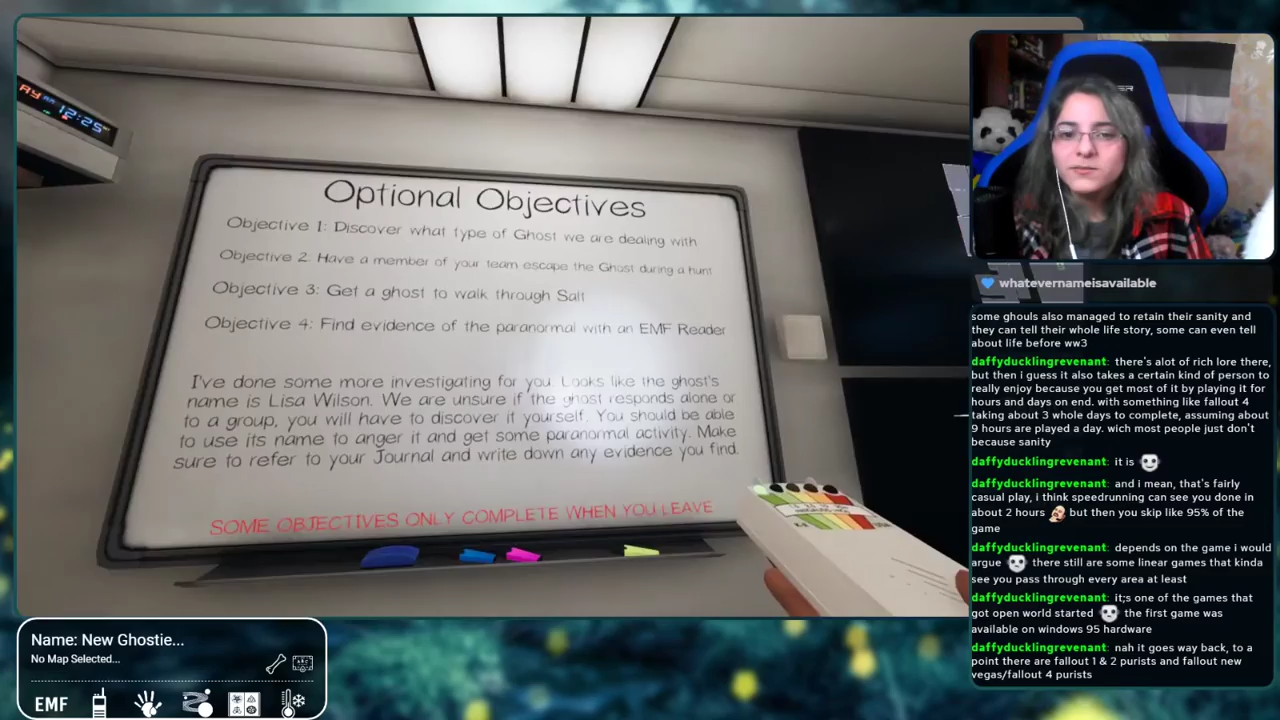 AY AM 12:25
Optional Objectives
Objective 1: Discover what type of Ghost we are dealing with
Objective 2: Have a member of your team escape the Ghost during a hunt
Objective 3: Get a ghost to walk through Salt
Objective 4: Find evidence of the paranormal with an EMF Reader
I've done some more investigating for you. Looks like the ghost's
name is Lisa Wilson. We are unsure if the ghost responds alone or
to a group, you will have to discover it yourself. You should be able
to use its name to anger it and get some paranormal activity. Make
sure to refer to your Journal and write down any evidence you find.
SOME OBJECTIVES ONLY COMPLETE WHEN YOU LEAVE
Name: New Ghostie...
No Map Selected...
EMF
whatevernameisavailable
some ghouls also managed to retain their sanity and
they can tell their whole life story, some can even tell
about life before ww3
daffyducklingrevenant: there's alot of rich lore there,
but then i guess it also takes a certain kind of person to
really enjoy because you get most of it by playing it for
hours and days on end. with something like fallout 4
taking about 3 whole days to complete, assuming about
9 hours are played a day. wich most people just don't
because sanity
daffyducklingrevenant: it is
daffyducklingrevenant: and i mean, that's fairly
casual play, i think speedrunning can see you done in
about 2 hours but then you skip like 95% of the
game
daffyducklingrevenant: depends on the game i would
argue there still are some linear games that kinda
see you pass through every area at least
daffyducklingrevenant: it;s one of the games that
got open world started the first game was
available on windows 95 hardware
daffyducklingrevenant: nah it goes way back, to a
point there are fallout 1 & 2 purists and fallout new
vegas/fallout 4 purists